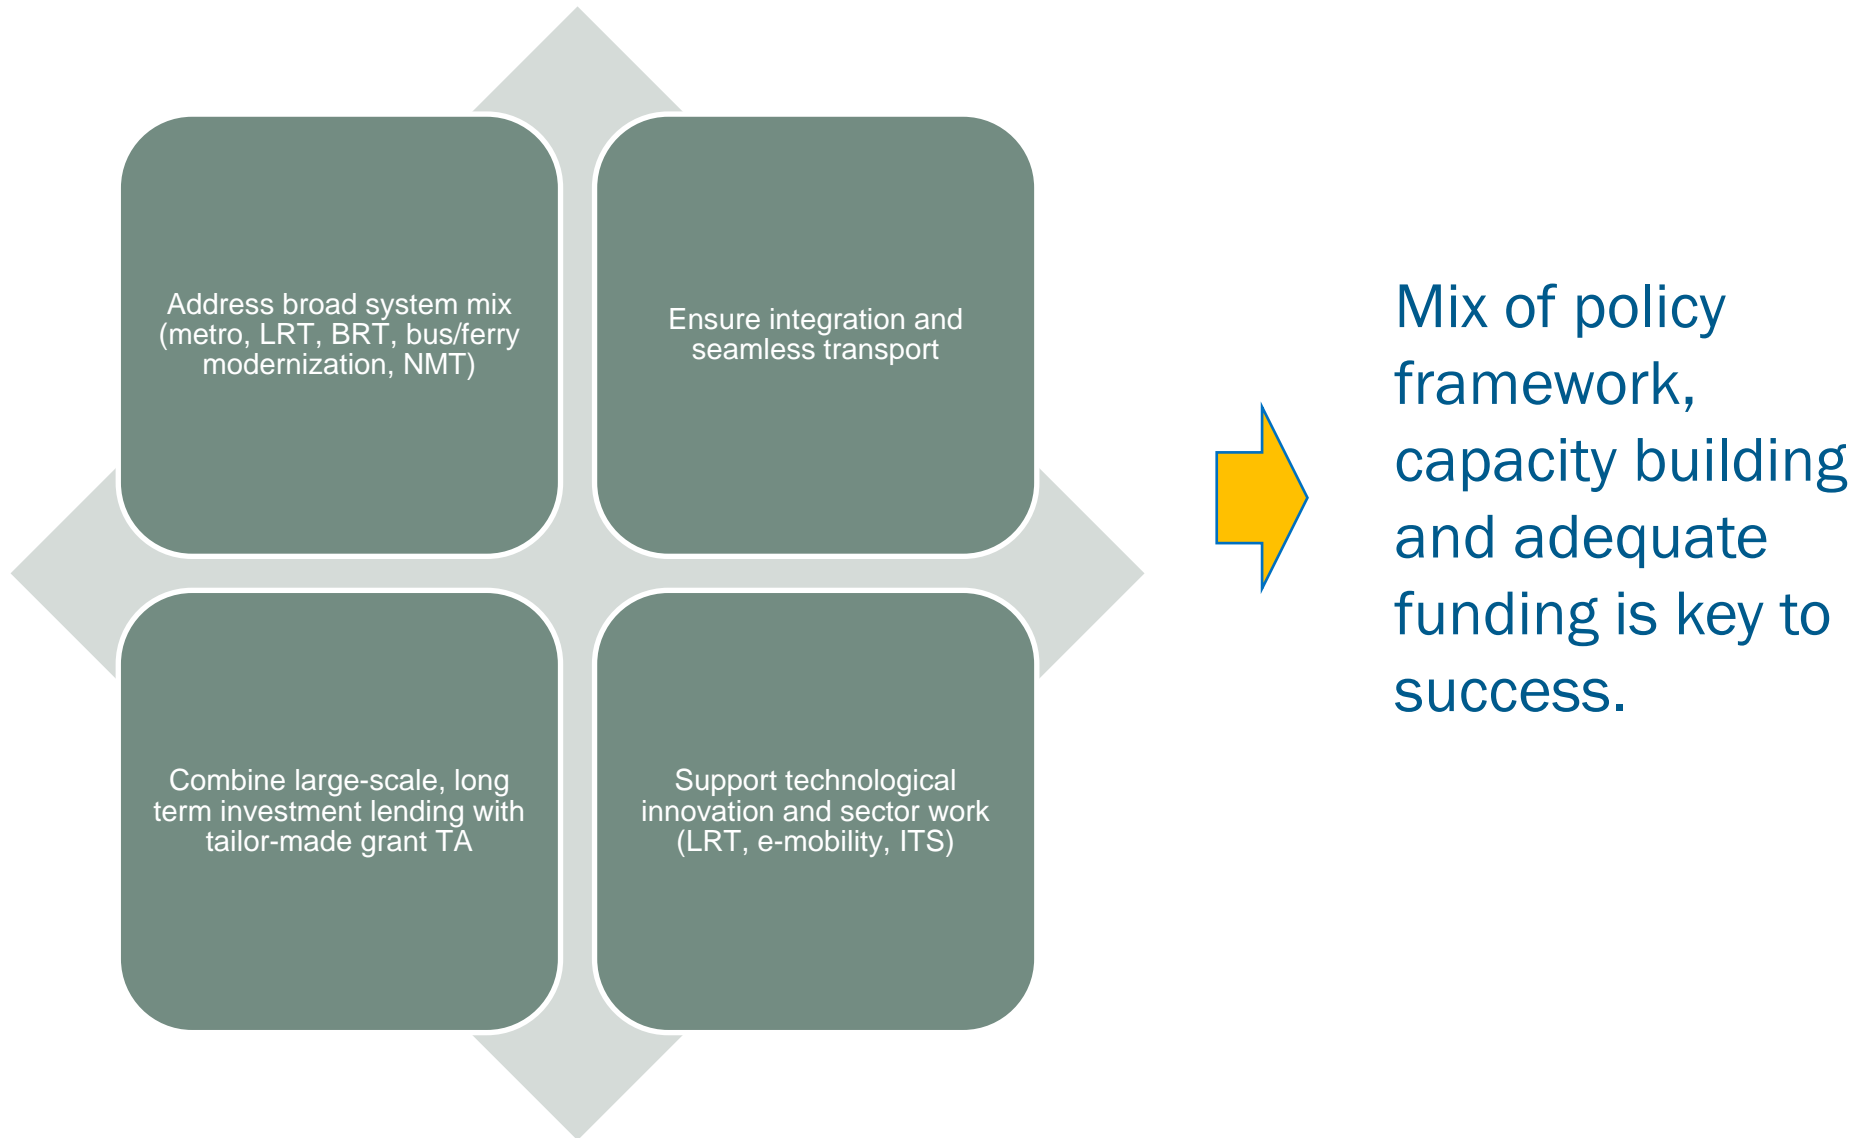 Address broad system mix
(metro, LRT, BRT, bus/ferry
modernization, NMT)
Ensure integration and
seamless transport
Combine large-scale, long
term investment lending with
tailor-made grant TA
Support technological
innovation and sector work
(LRT, e-mobility, ITS)
Mix of policy
framework,
capacity building
and adequate
funding is key to
success.